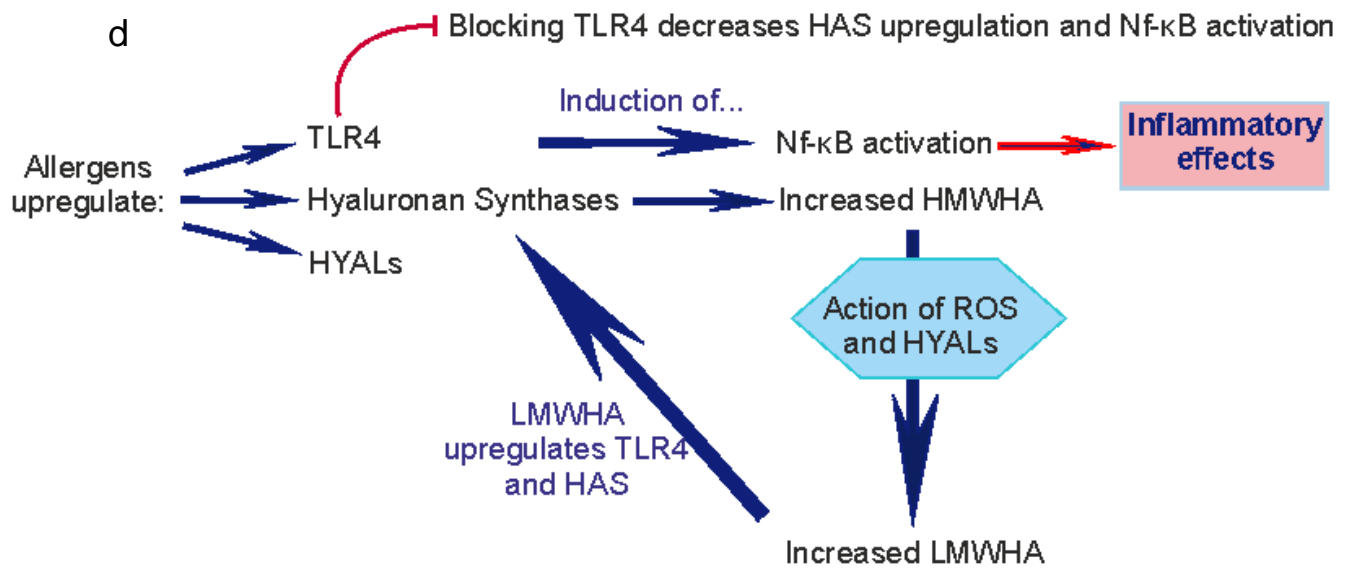 d
Blocking TLR4 decreases HAS upregulation and Nf-κB activation
Induction of...
Allergens
upregulate:
TLR4
Nf-κB activation
Inflammatory
effects
Hyaluronan Synthases
Increased HMWHA
HYALs
Action of ROS
and HYALs
LMWHA
upregulates TLR4
and HAS
Increased LMWHA